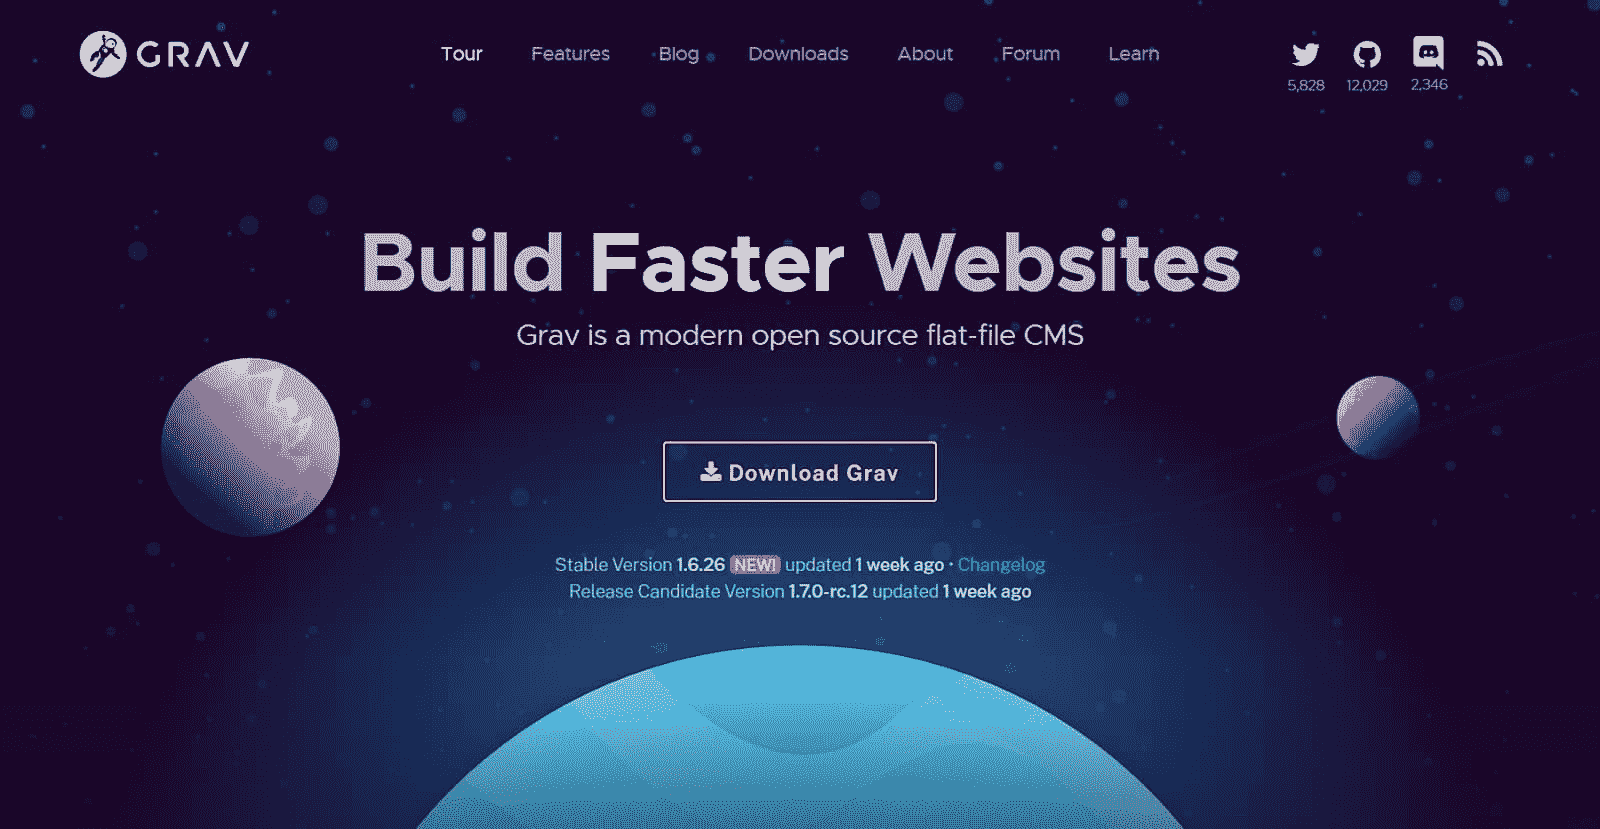 GRAV
Tour Features Blog Downloads About Forum Learn
5,828 12,029 2,346
Build Faster Websites
Grav is a modern open source flat-file CMS
Download Grav
Stable Version 1.6.26 NEW! updated 1 week ago • Changelog
Release Candidate Version 1.7.0-rc.12 updated 1 week ago